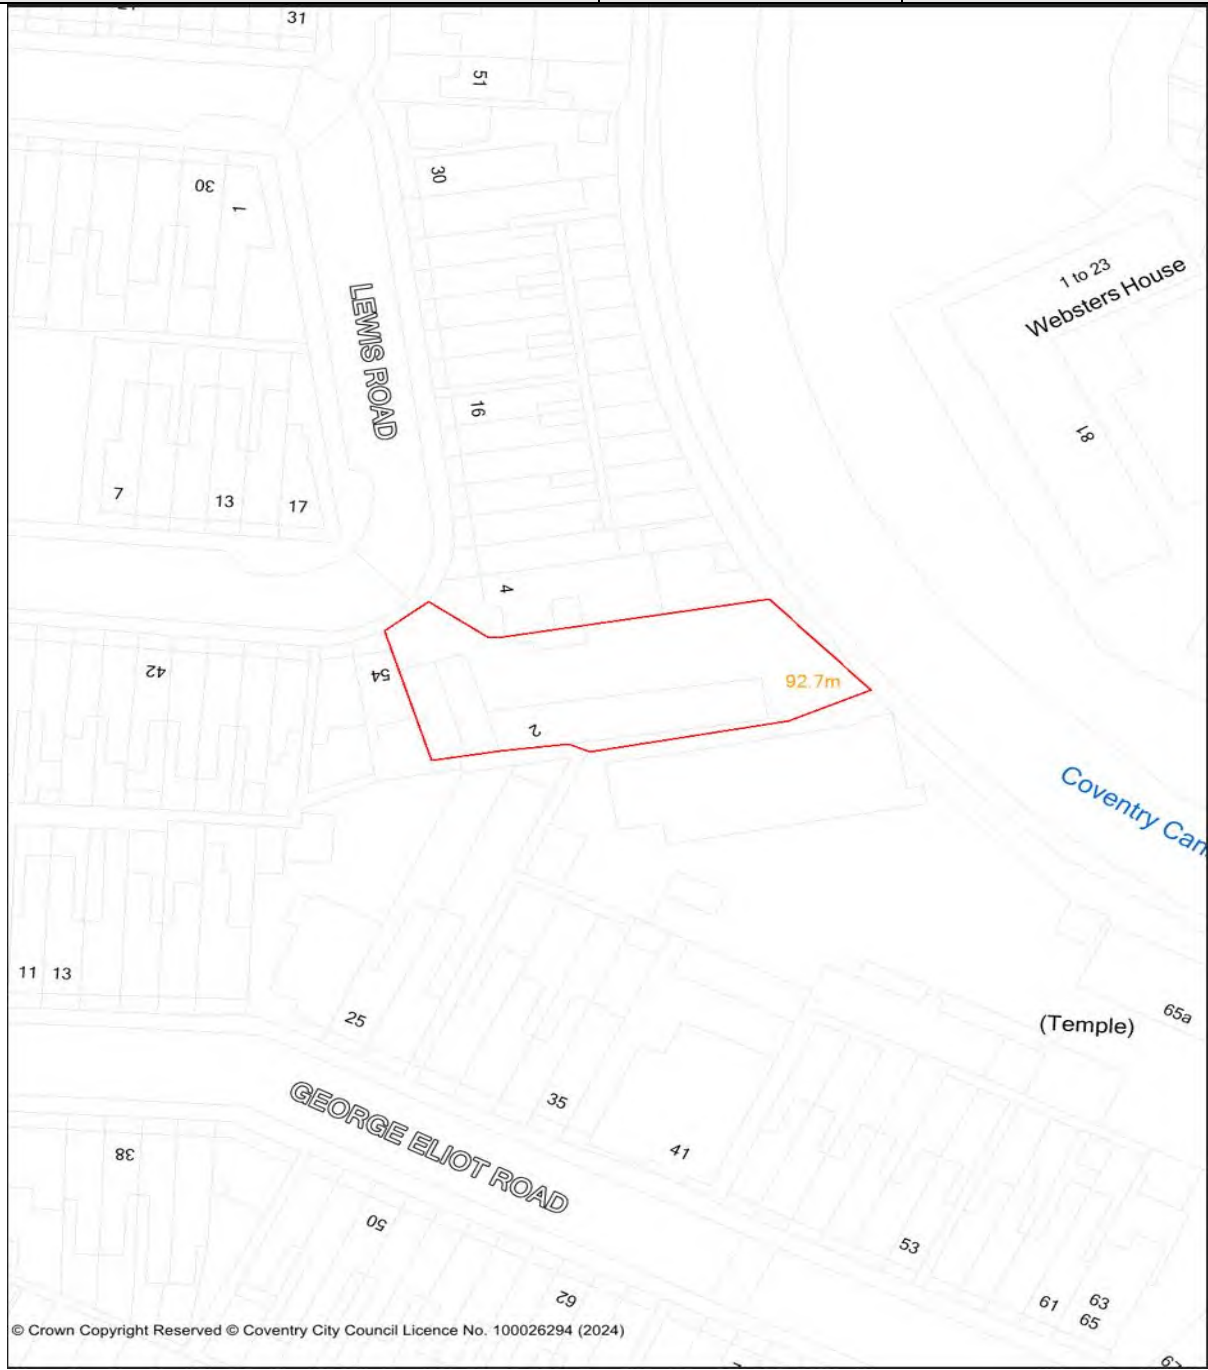 31
51
30
30
1
LEWIS ROAD
1 to 23
Websters House
16
81
7
13
17
4
42
54
92.7m
2
Coventry Can
11 13
25
(Temple)
65a
35
GEORGE ELIOT ROAD
41
38
50
53
62
61
63
65
© Crown Copyright Reserved © Coventry City Council Licence No. 100026294 (2024)